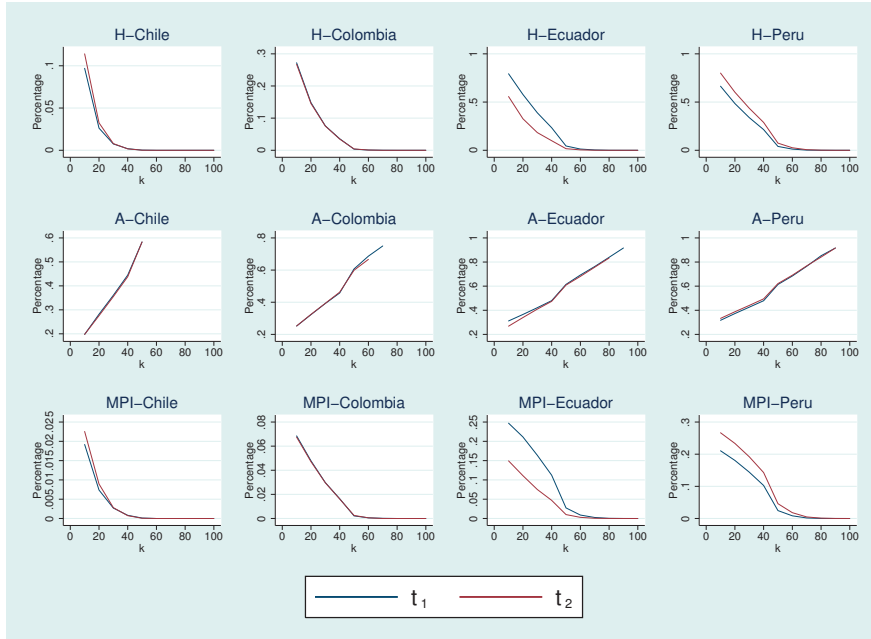 H−Chile
Percentage
0 .05 .1
0 20 40 60 80 100
k
H−Colombia
Percentage
0 .1 .2 .3
0 20 40 60 80 100
k
H−Ecuador
Percentage
0 .5 1
0 20 40 60 80 100
k
H−Peru
Percentage
0 .5 1
0 20 40 60 80 100
k
A−Chile
Percentage
.2 .3 .4 .5 .6
0 20 40 60 80 100
k
A−Colombia
Percentage
.2 .4 .6 .8
0 20 40 60 80 100
k
A−Ecuador
Percentage
.2 .4 .6 .8 1
0 20 40 60 80 100
k
A−Peru
Percentage
.2 .4 .6 .8 1
0 20 40 60 80 100
k
MPI−Chile
Percentage
0 .005 .01 .015 .02 .025
0 20 40 60 80 100
k
MPI−Colombia
Percentage
0 .02 .04 .06 .08
0 20 40 60 80 100
k
MPI−Ecuador
Percentage
0 .05 .1 .15 .2 .25
0 20 40 60 80 100
k
MPI−Peru
Percentage
0 .1 .2 .3
0 20 40 60 80 100
k
t₁ t₂